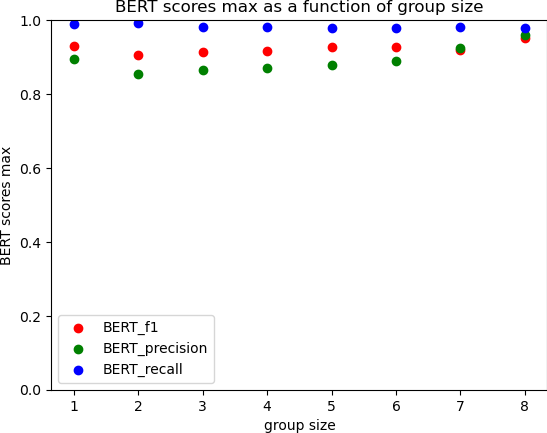 BERT scores max as a function of group size
1.0
0.8
0.6
0.4
0.2
0.0
BERT scores max
BERT_f1
BERT_precision
BERT_recall
1 2 3 4 5 6 7 8
group size